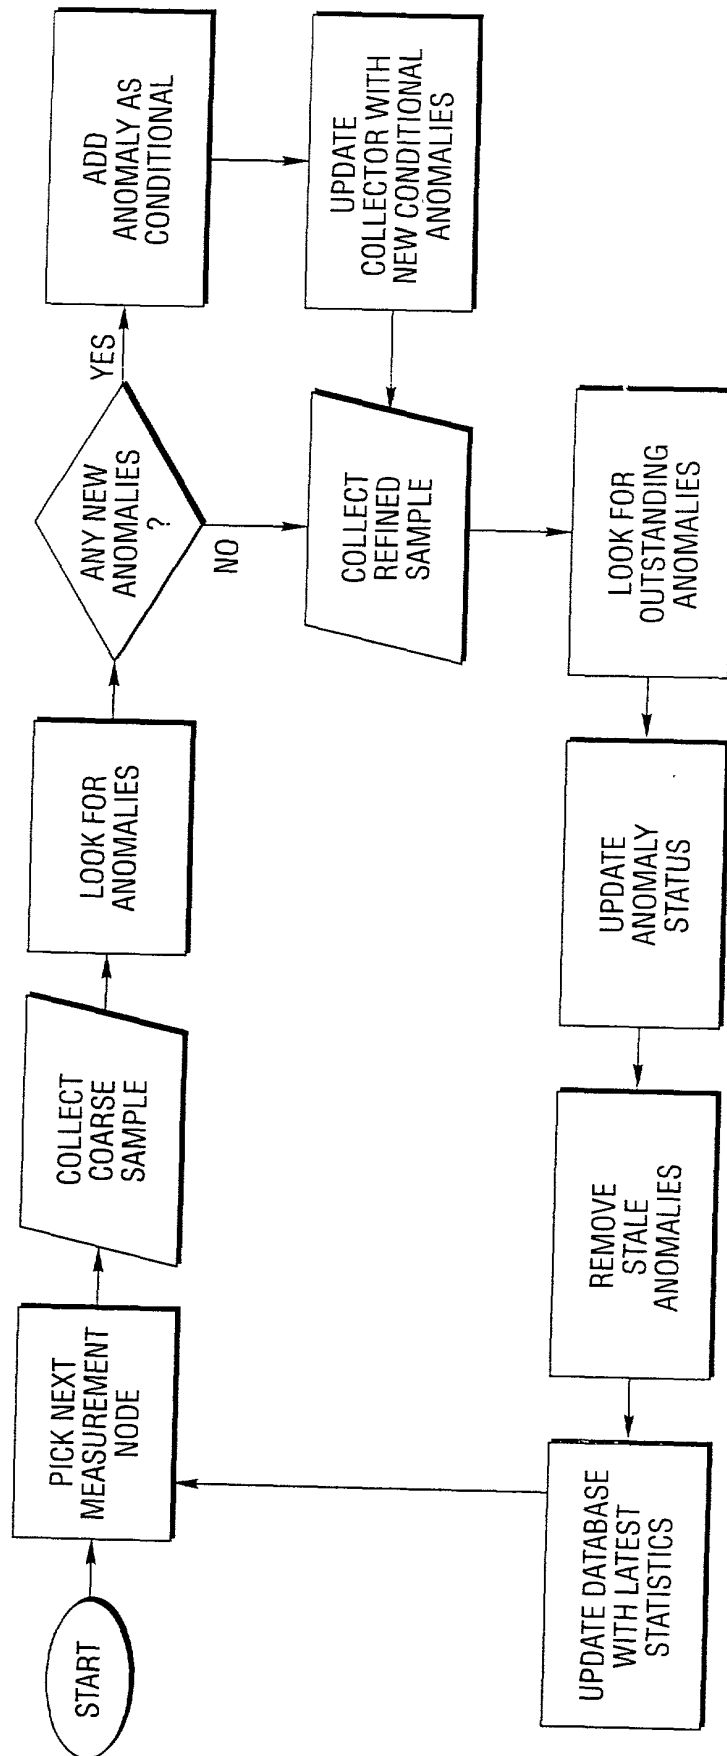 START
PICK NEXT
MEASUREMENT
NODE
COLLECT
COARSE
SAMPLE
LOOK FOR
ANOMALIES
ANY NEW
ANOMALIES
?
YES
NO
ADD
ANOMALY AS
CONDITIONAL
UPDATE
COLLECTOR WITH
NEW CONDITIONAL
ANOMALIES
COLLECT
REFINED
SAMPLE
LOOK FOR
OUTSTANDING
ANOMALIES
UPDATE
ANOMALY
STATUS
REMOVE
STALE
ANOMALIES
UPDATE DATABASE
WITH LATEST
STATISTICS